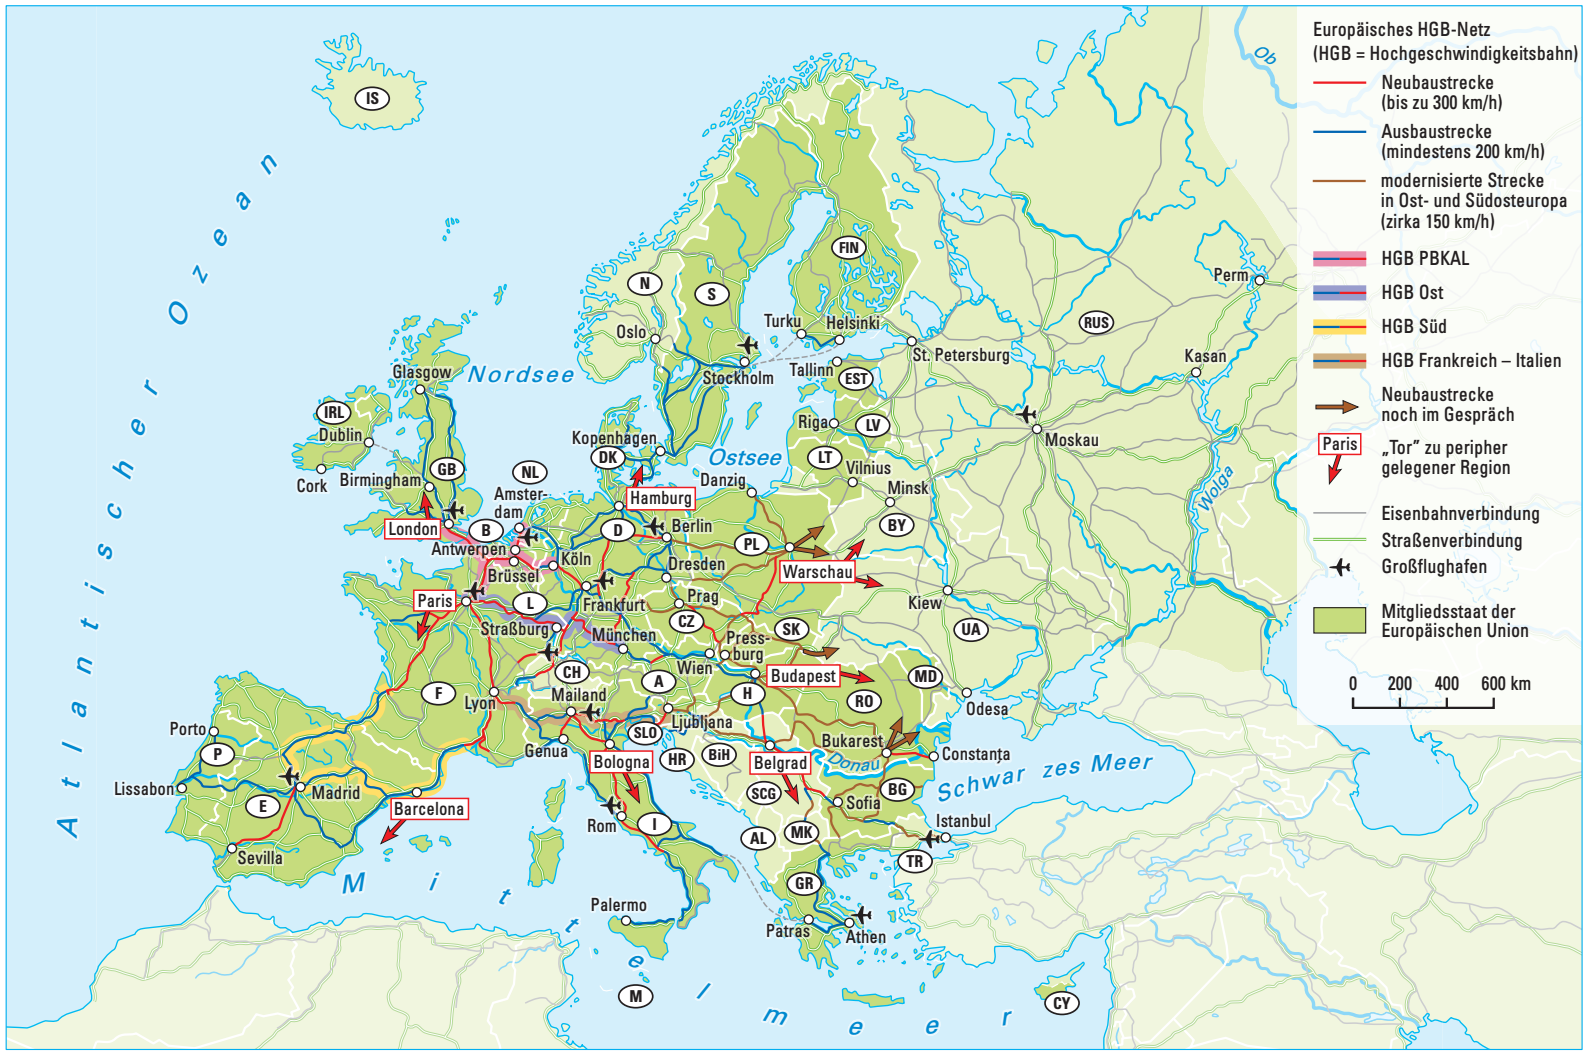 Europäisches HGB-Netz
(HGB = Hochgeschwindigkeitsbahn)
Neubaustrecke
(bis zu 300 km/h)
Ausbaustrecke
(mindestens 200 km/h)
modernisierte Strecke
in Ost- und Südosteuropa
(zirka 150 km/h)
HGB PBKAL
HGB Ost
HGB Süd
HGB Frankreich – Italien
Neubaustrecke
noch im Gespräch
Paris
„Tor” zu peripher
gelegener Region
Eisenbahnverbindung
Straßenverbindung
Großflughafen
Mitgliedsstaat der
Europäischen Union
0 200 400 600 km
Atlantischer Ozean
Nordsee
Ostsee
Mittelmeer
Schwarzes Meer
Donau
Wolga
Ob
IS
N
S
FIN
RUS
EST
LV
LT
BY
UA
MD
IRL
GB
NL
B
DK
D
PL
L
CZ
SK
CH
A
H
RO
F
P
E
SLO
HR
BiH
SCG
BG
I
AL
MK
GR
TR
M
CY
Oslo
Turku
Helsinki
St. Petersburg
Perm
Kasan
Stockholm
Tallinn
Glasgow
Dublin
Cork
Birmingham
London
Kopenhagen
Riga
Vilnius
Minsk
Moskau
Danzig
Hamburg
Amster-
dam
Antwerpen
Brüssel
Köln
Berlin
Dresden
Warschau
Kiew
Paris
Frankfurt
Prag
Straßburg
München
Wien
Press-
burg
Budapest
Odesa
Lyon
Mailand
Ljubljana
Genua
Bologna
Belgrad
Bukarest
Constanța
Porto
Lissabon
Madrid
Barcelona
Sevilla
Rom
Sofia
Istanbul
Palermo
Patras
Athen